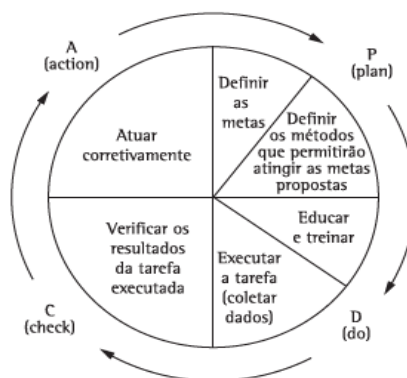 A
(action)
P
(plan)
Definir
as
metas
Definir
os métodos
que permitirão
atingir as metas
propostas
Atuar
corretivamente
Educar
e treinar
Verificar os
resultados
da tarefa
executada
Executar
a tarefa
(coletar
dados)
C
(check)
D
(do)